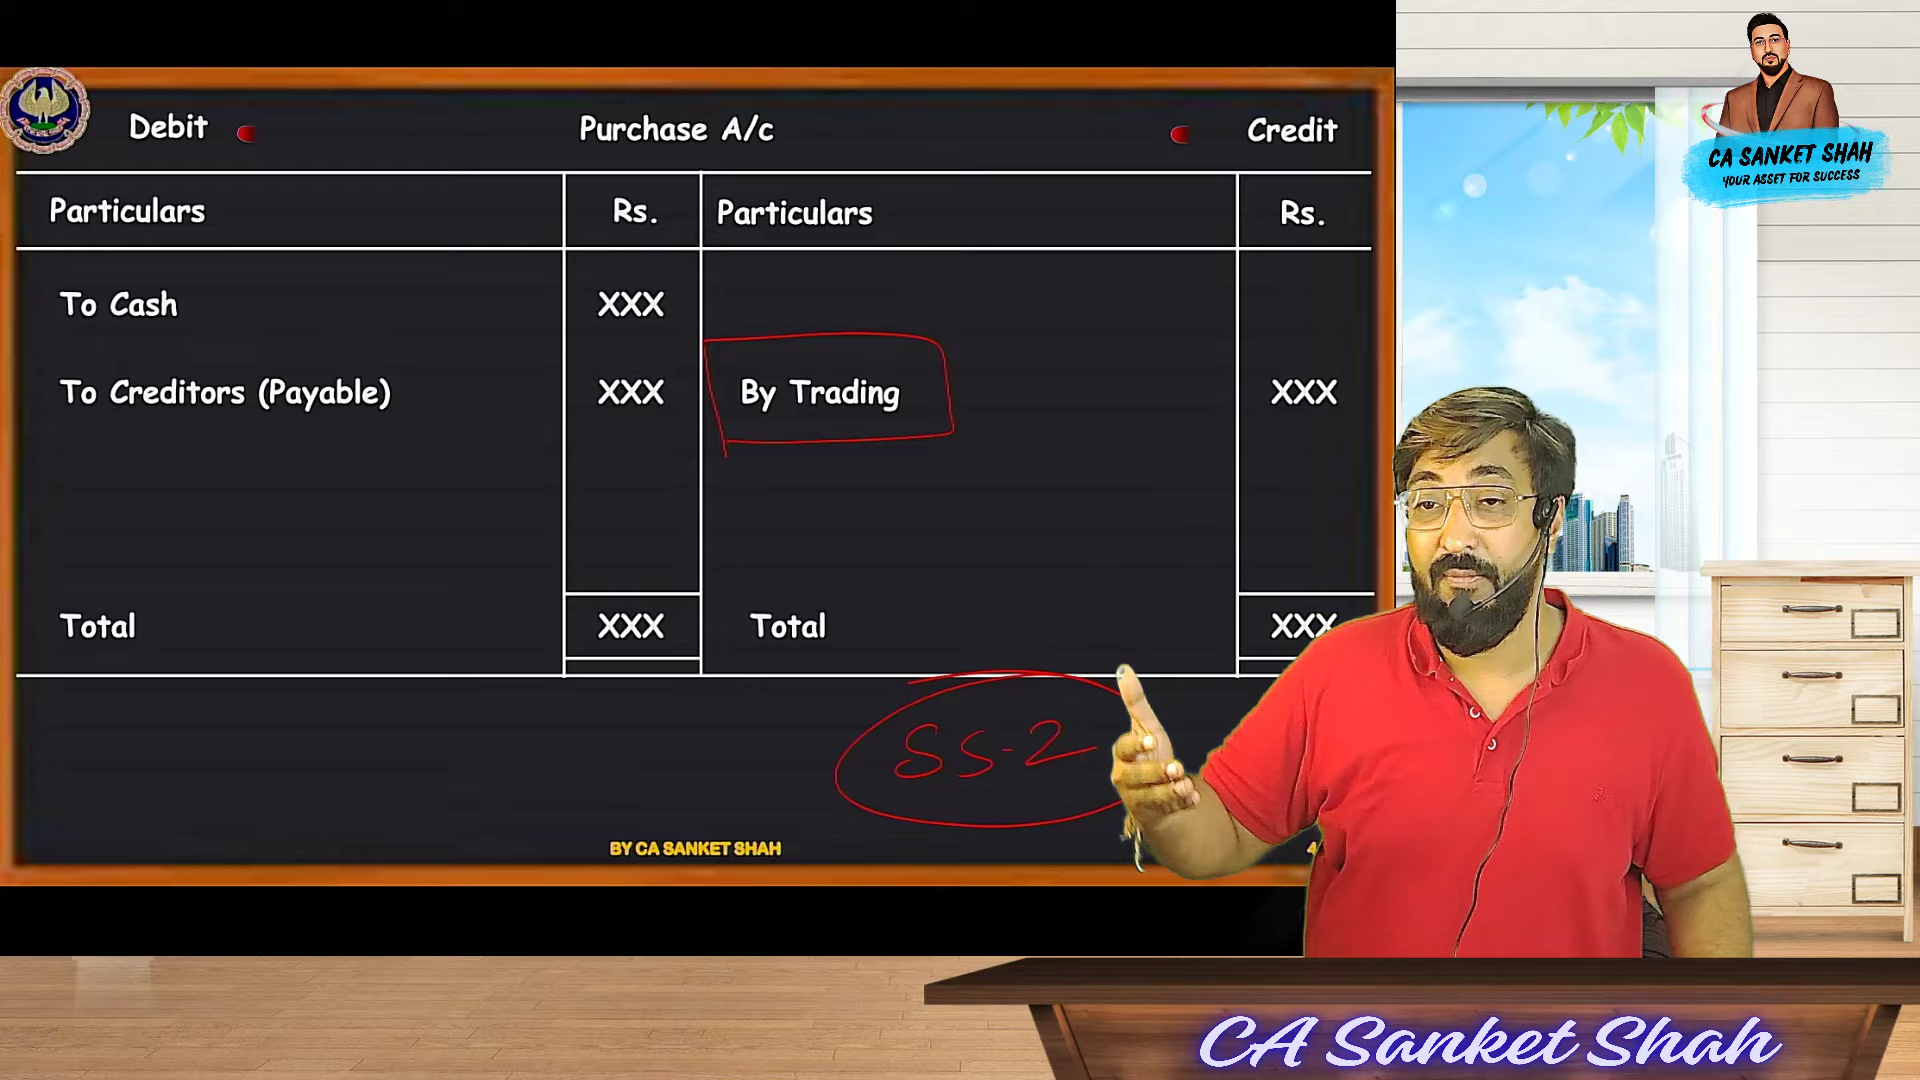 Debit Purchase A/c Credit
Particulars Rs. Particulars Rs.
To Cash XXX
To Creditors (Payable) XXX By Trading XXX
Total XXX Total XXX
SS-2
BY CA SANKET SHAH 4
CA SANKET SHAH
YOUR ASSET FOR SUCCESS
CA Sanket Shah